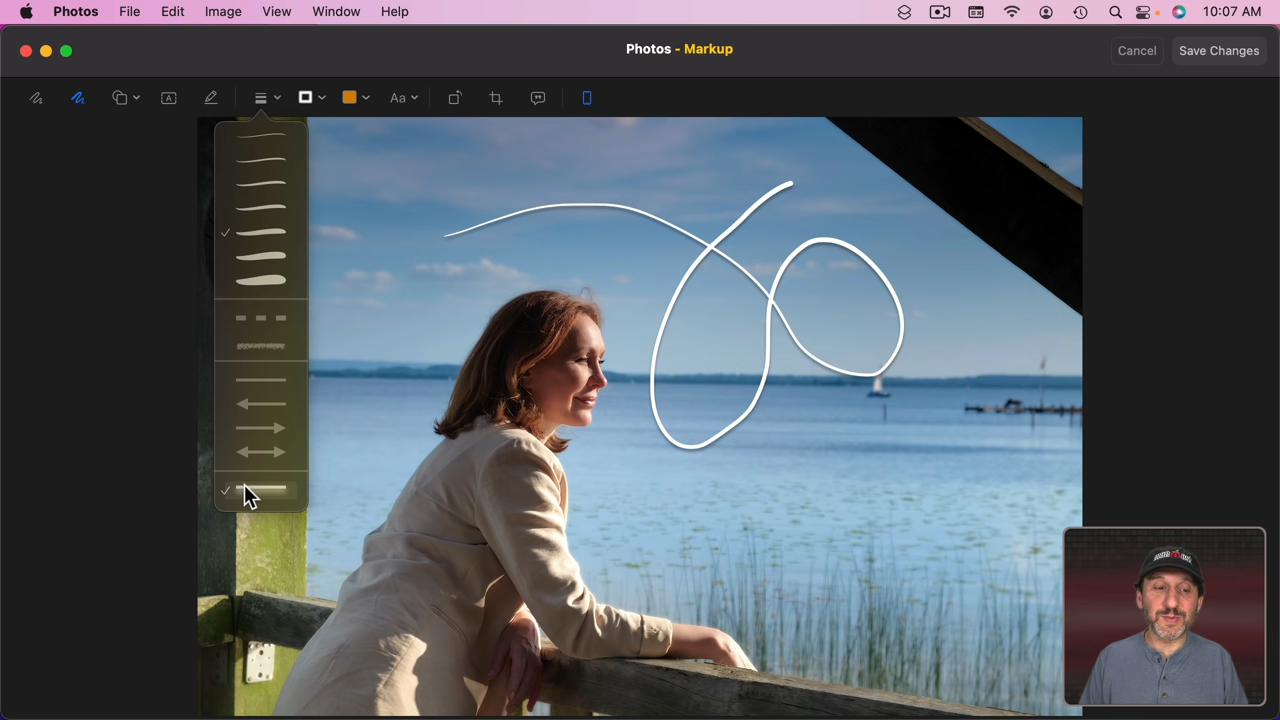 Photos File Edit Image View Window Help 10:07 AM
Photos - Markup
Cancel Save Changes
A Aa